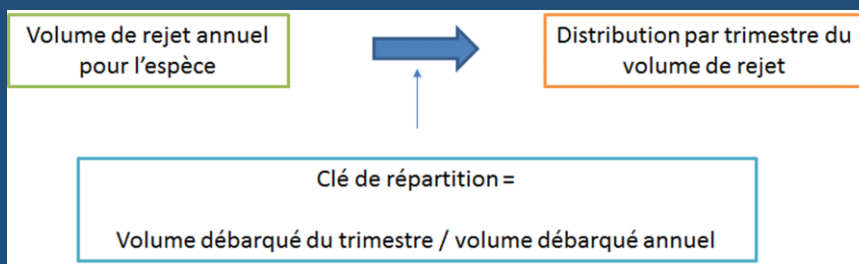 Volume de rejet annuel
pour l'espèce
Distribution par trimestre du
volume de rejet
Clé de répartition =
Volume débarqué du trimestre / volume débarqué annuel